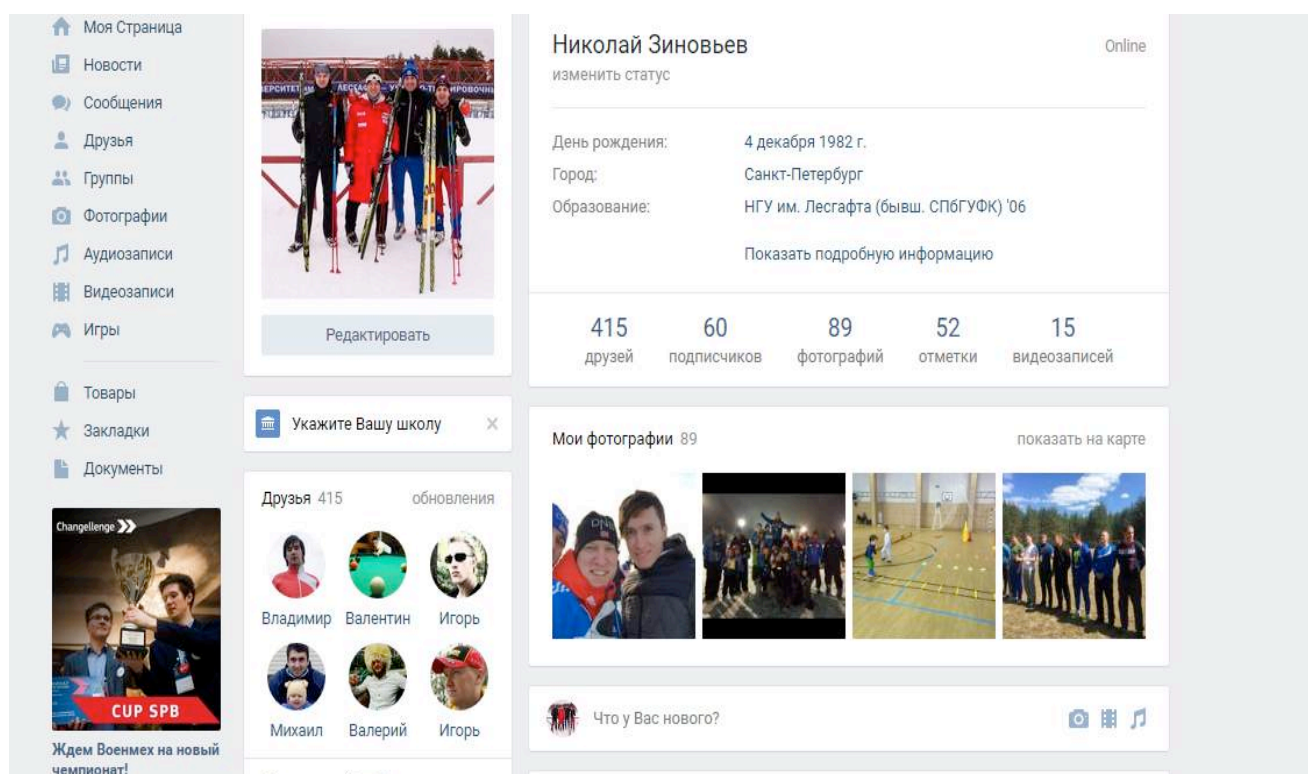 Моя Страница
Новости
Сообщения
Друзья
Группы
Фотографии
Аудиозаписи
Видеозаписи
Игры
Товары
Закладки
Документы
Changellenge
CUP SPB
Ждем Военмех на новый
чемпионат!
Редактировать
Укажите Вашу школу
Друзья 415 обновления
Владимир Валентин Игорь
Михаил Валерий Игорь
Николай Зиновьев Online
изменить статус
День рождения: 4 декабря 1982 г.
Город: Санкт-Петербург
Образование: НГУ им. Лесгафта (бывш. СПбГУФК) '06
Показать подробную информацию
415 60 89 52 15
друзей подписчиков фотографий отметки видеозаписей
Мои фотографии 89 показать на карте
Что у Вас нового?